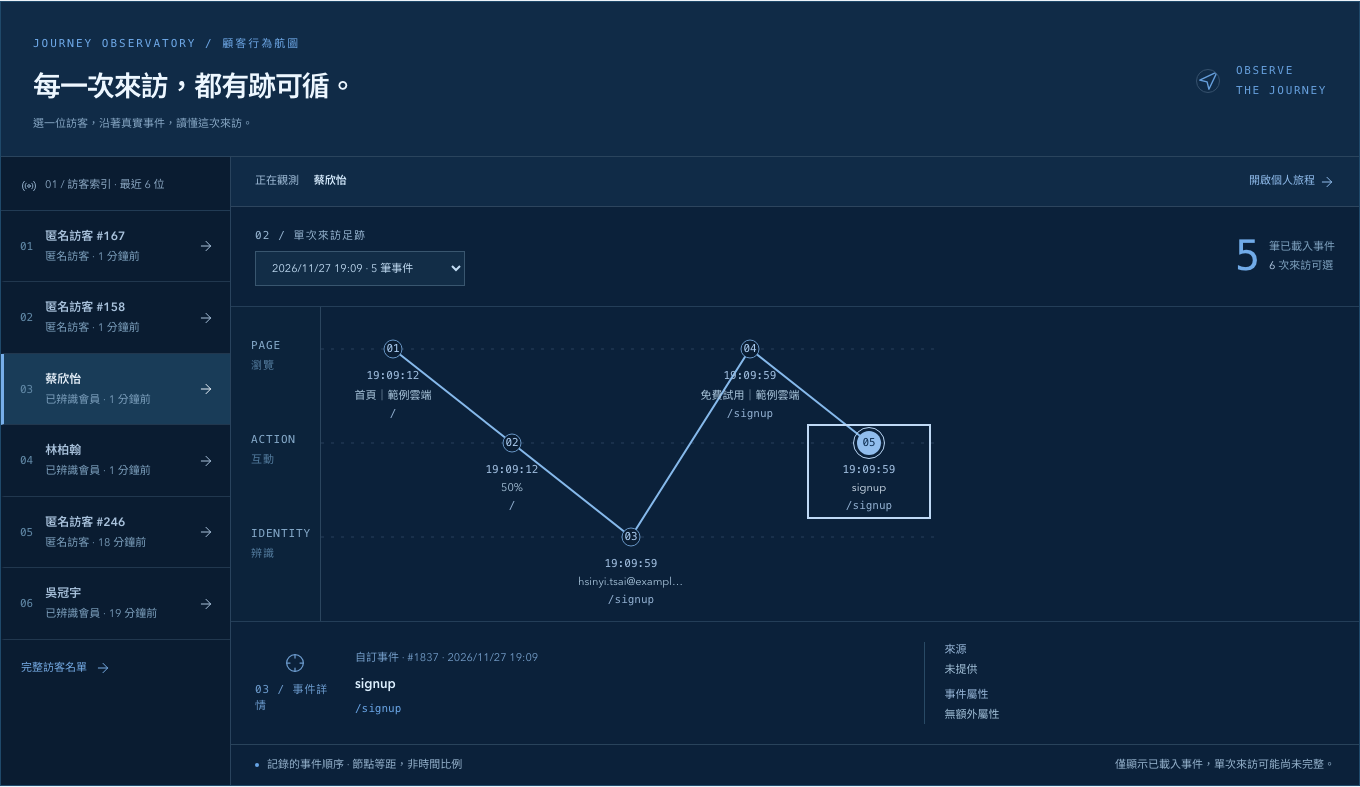 JOURNEY OBSERVATORY / 顧客行為航圖
每一次來訪，都有跡可循。
選一位訪客，沿著真實事件，讀懂這次來訪。
OBSERVE
THE JOURNEY
01 / 訪客索引 · 最近 6 位
01
匿名訪客 #167
匿名訪客 · 1 分鐘前
02
匿名訪客 #158
匿名訪客 · 1 分鐘前
03
蔡欣怡
已辨識會員 · 1 分鐘前
04
林柏翰
已辨識會員 · 1 分鐘前
05
匿名訪客 #246
匿名訪客 · 18 分鐘前
06
吳冠宇
已辨識會員 · 19 分鐘前
完整訪客名單
正在觀測 蔡欣怡
開啟個人旅程
02 / 單次來訪足跡
2026/11/27 19:09 · 5 筆事件
5
筆已載入事件
6 次來訪可選
PAGE
瀏覽
ACTION
互動
IDENTITY
辨識
01
19:09:12
首頁｜範例雲端
/
02
19:09:12
50%
/
03
19:09:59
hsinyi.tsai@exampl…
/signup
04
19:09:59
免費試用｜範例雲端
/signup
05
19:09:59
signup
/signup
03 / 事件詳
情
自訂事件 · #1837 · 2026/11/27 19:09
signup
/signup
來源
未提供
事件屬性
無額外屬性
記錄的事件順序 · 節點等距，非時間比例
僅顯示已載入事件，單次來訪可能尚未完整。